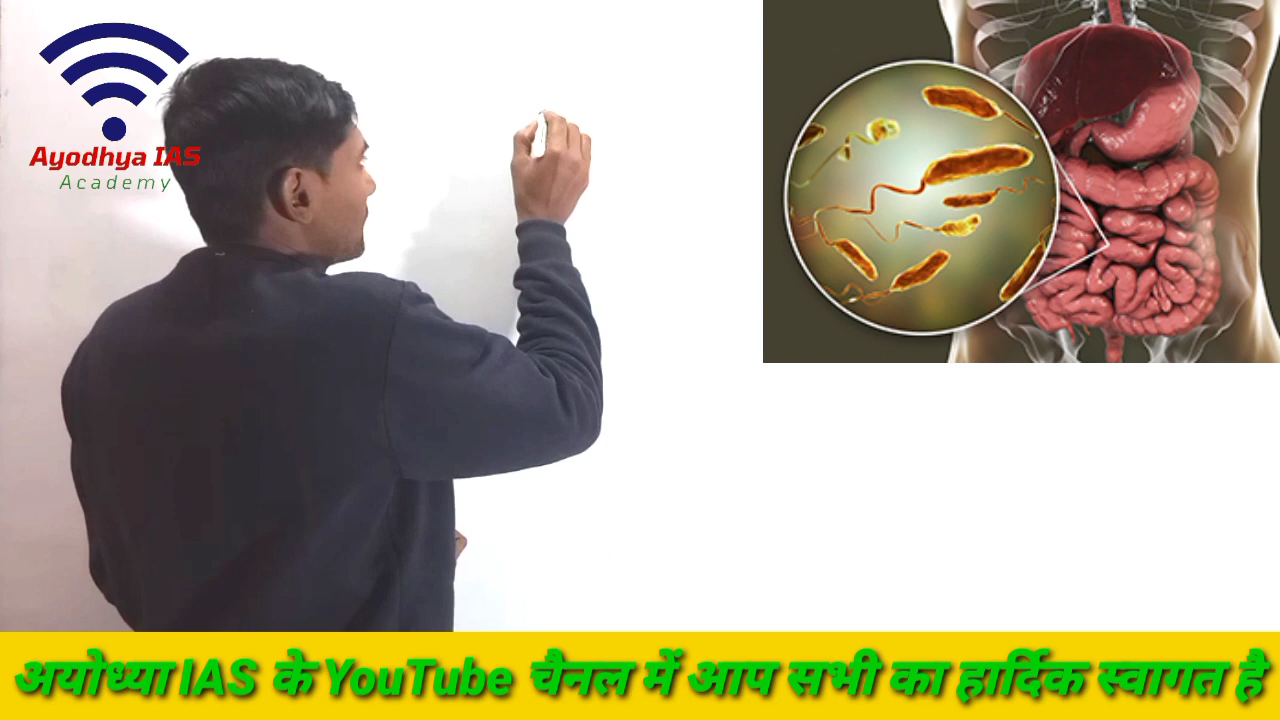 Ayodhya IAS
Academy
अयोध्या IAS के YouTube चैनल में आप सभी का हार्दिक स्वागत है